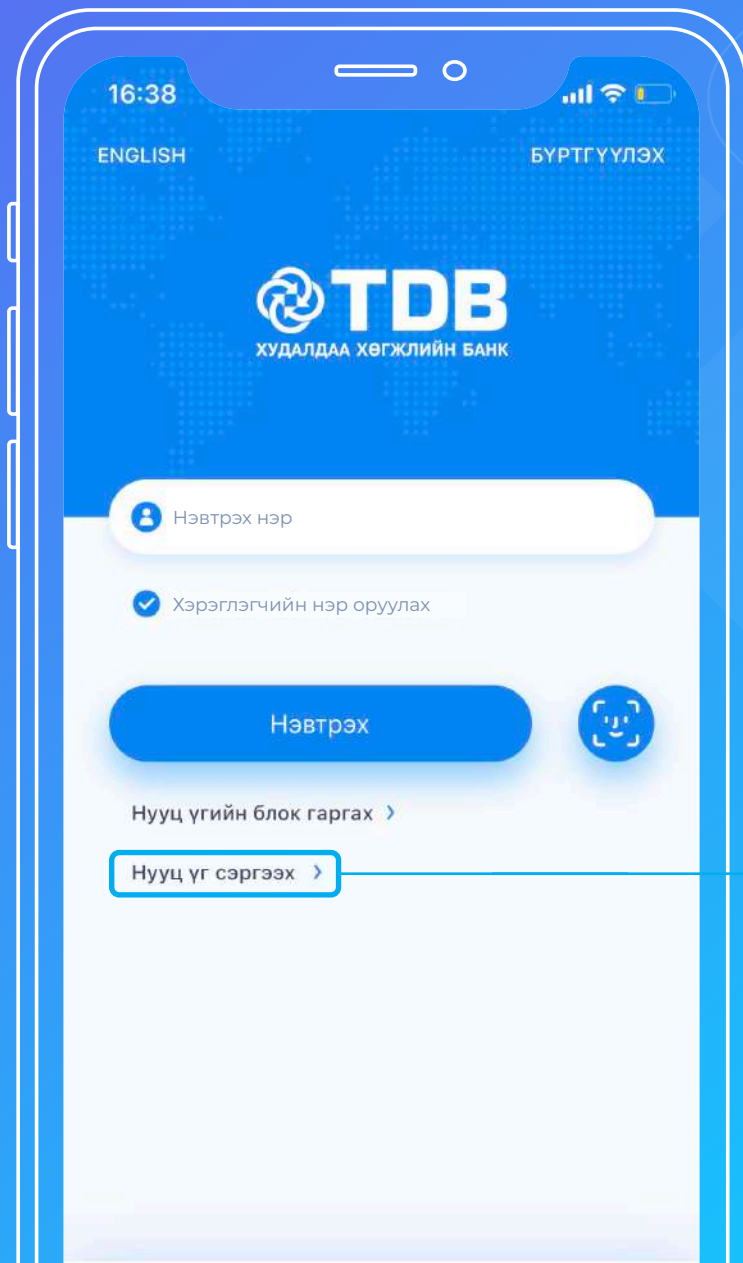 16:38
ENGLISH
БҮРТГҮҮЛЭХ
TDB
ХУДАЛДАА ХӨГЖЛИЙН БАНК
Нэвтрэх нэр
Хэрэглэгчийн нэр оруулах
Нэвтрэх
Нууц үгийн блок гаргах >
Нууц үг сэргээх >